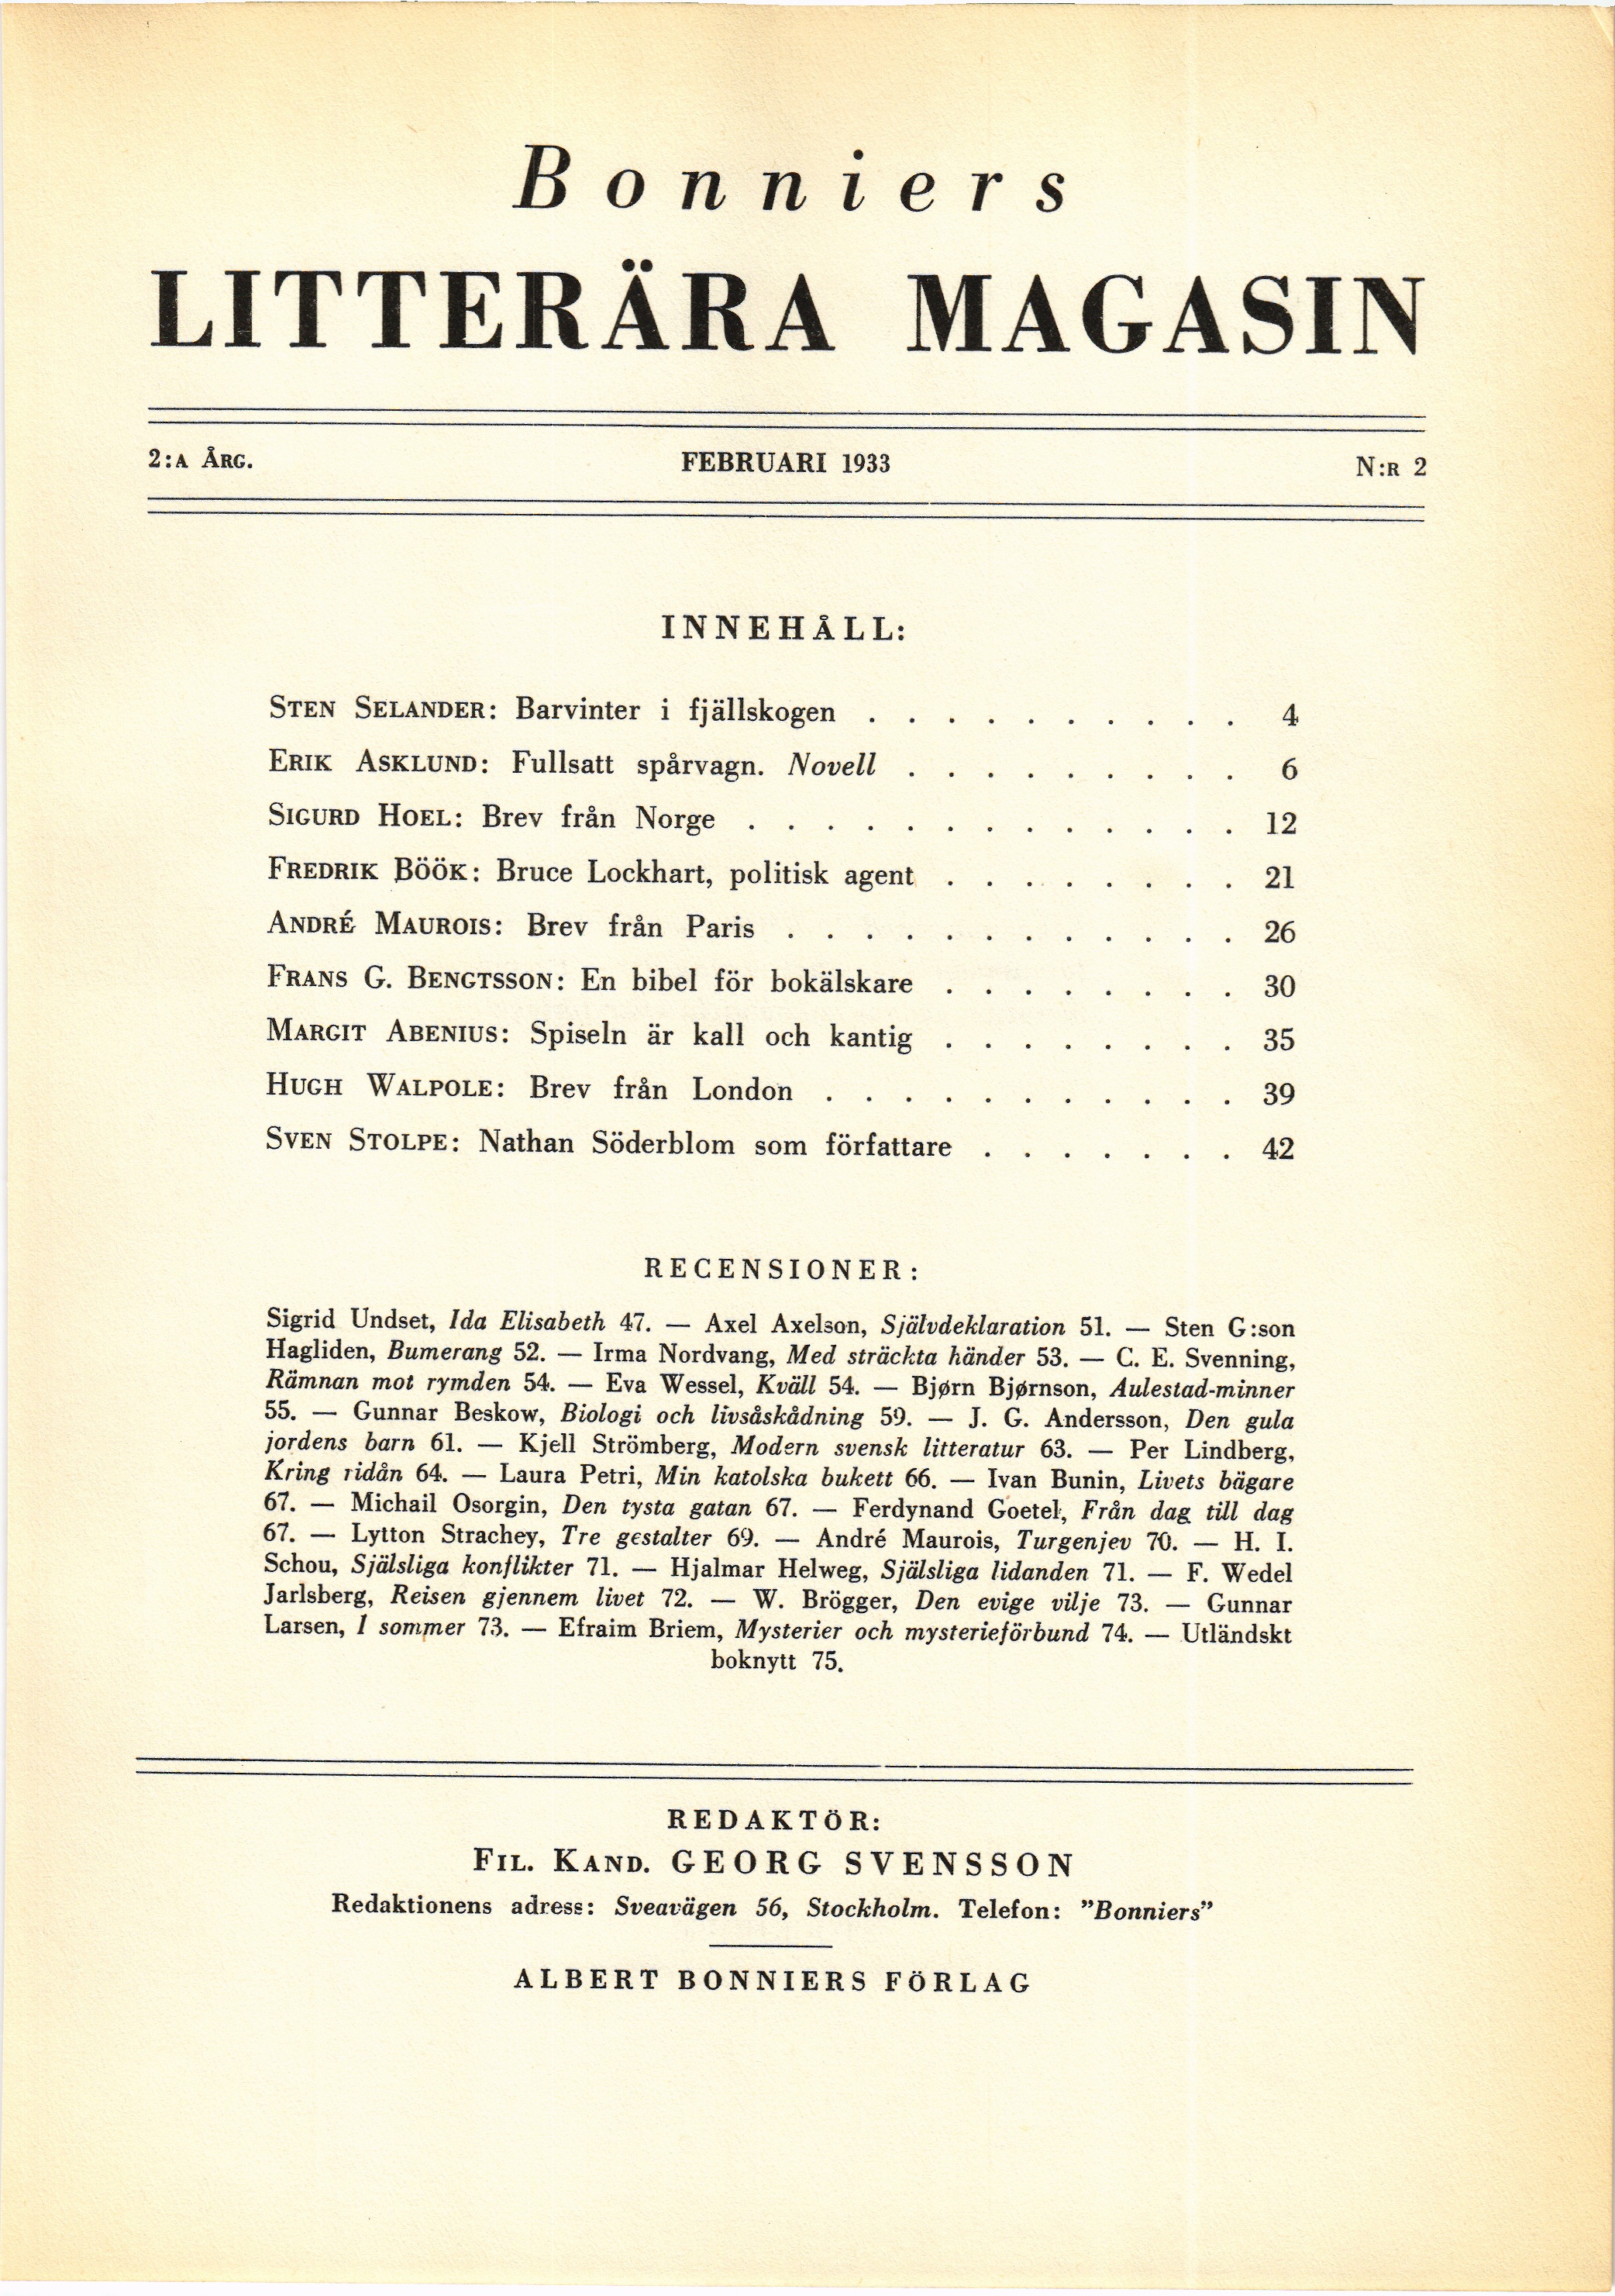 Bonniers
LITTERÄRA MAGASIN
2:A ÅRG. FEBRUARI 1933 N:R 2
INNEHÅLL:
STEN SELANDER: Barvinter i fjällskogen . . . . . . . . . . 4
ERIK ASKLUND: Fullsatt spårvagn. Novell . . . . . . . . . 6
SIGURD HOEL: Brev från Norge . . . . . . . . . . . . . 12
FREDRIK BÖÖK: Bruce Lockhart, politisk agent . . . . . . . . 21
ANDRÉ MAUROIS: Brev från Paris . . . . . . . . . . . . 26
FRANS G. BENGTSSON: En bibel för bokälskare . . . . . . . . 30
MARGIT ABENIUS: Spiseln är kall och kantig . . . . . . . . 35
HUGH WALPOLE: Brev från London . . . . . . . . . . . 39
SVEN STOLPE: Nathan Söderblom som författare . . . . . . . 42
RECENSIONER:
Sigrid Undset, Ida Elisabeth 47. — Axel Axelson, Självdeklaration 51. — Sten G:son
Hagliden, Bumerang 52. — Irma Nordvang, Med sträckta händer 53. — C. E. Svenning,
Rämnan mot rymden 54. — Eva Wessel, Kväll 54. — Bjørn Bjørnson, Aulestad-minner
55. — Gunnar Beskow, Biologi och livsåskådning 59. — J. G. Andersson, Den gula
jordens barn 61. — Kjell Strömberg, Modern svensk litteratur 63. — Per Lindberg,
Kring ridån 64. — Laura Petri, Min katolska bukett 66. — Ivan Bunin, Livets bägare
67. — Michail Osorgin, Den tysta gatan 67. — Ferdynand Goetel, Från dag till dag
67. — Lytton Strachey, Tre gestalter 69. — André Maurois, Turgenjev 70. — H. I.
Schou, Själsliga konflikter 71. — Hjalmar Helweg, Själsliga lidanden 71. — F. Wedel
Jarlsberg, Reisen gjennem livet 72. — W. Brögger, Den evige vilje 73. — Gunnar
Larsen, I sommer 73. — Efraim Briem, Mysterier och mysterieförbund 74. — Utländskt
boknytt 75.
REDAKTÖR:
FIL. KAND. GEORG SVENSSON
Redaktionens adress: Sveavägen 56, Stockholm. Telefon: ”Bonniers”
ALBERT BONNIERS FÖRLAG